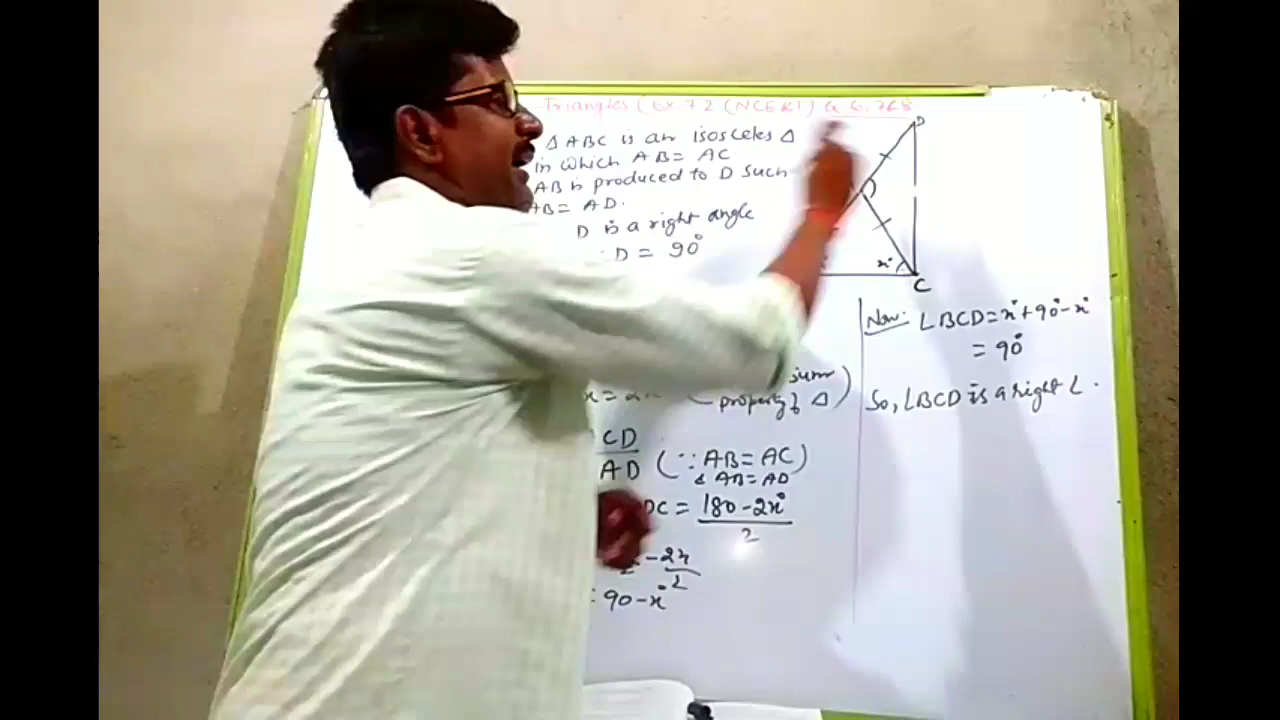 Triangles (Ex-7.2 (NCERT) Q 6,7&8
Δ ABC is an isosceles Δ
in which AB = AC
AB is produced to D such
AB = AD.
D is a right angle
D = 90°
D
x°
C
sum
property of Δ)
CD
AD (∵ AB = AC)
& AB = AD
DC = 180-2x°
2
-2x
2
= 90-x°
Now: ∠BCD = x°+90°-x°
= 90°
So, ∠BCD is a right ∠.